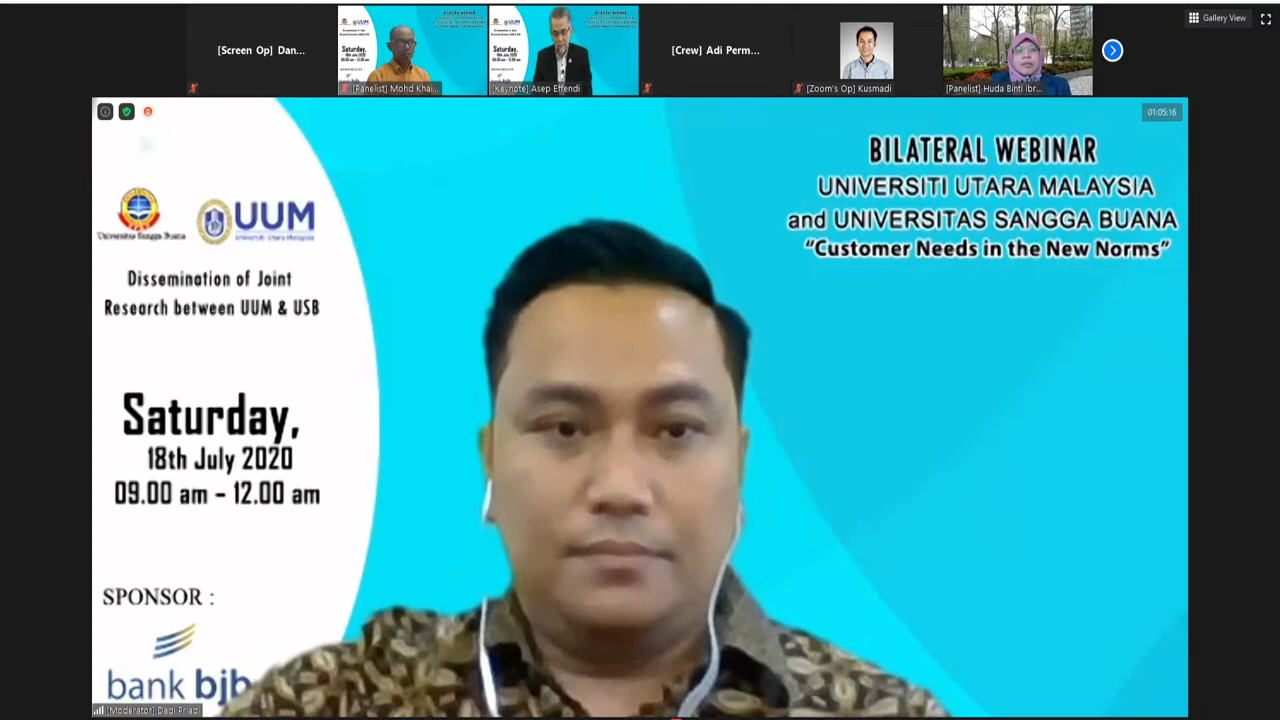 [Screen Op] Dan...
[Panelist] Mohd Khai...
[Keynote] Asep Effendi
[Crew] Adi Perm...
[Zoom's Op] Kusmadi
[Panelist] Huda Binti Ibr...
Gallery View
01:05:16
BILATERAL WEBINAR
UNIVERSITI UTARA MALAYSIA
and UNIVERSITAS SANGGA BUANA
"Customer Needs in the New Norms"
Universitas Sangga Buana
UUM
Universiti Utara Malaysia
Dissemination of Joint
Research between UUM & USB
Saturday,
18th July 2020
09.00 am - 12.00 am
SPONSOR :
bank bjb
[Moderator] Dadi Priadi